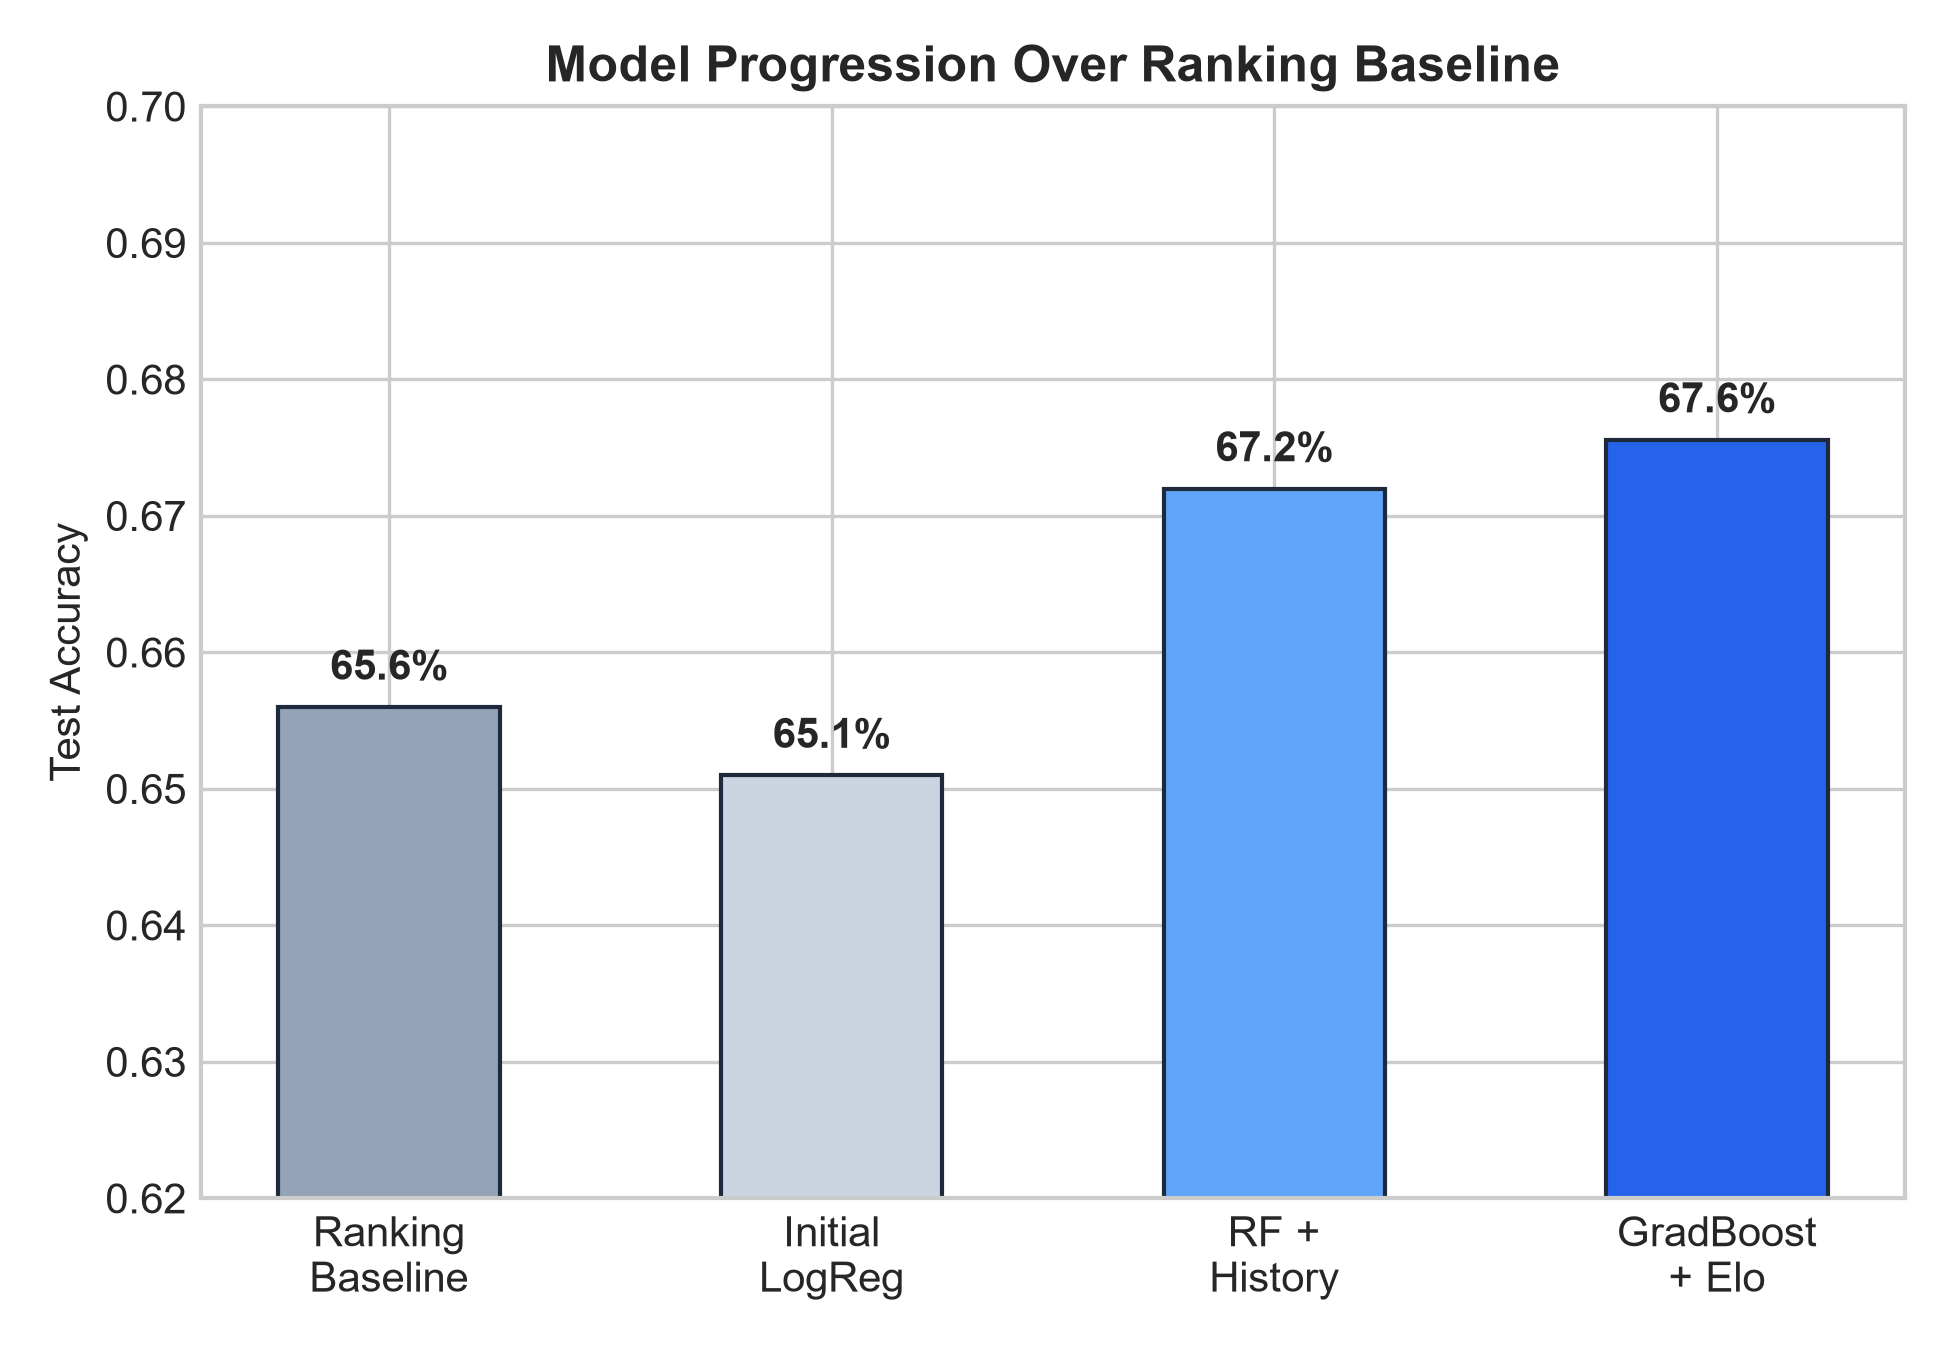 Model Progression Over Ranking Baseline
0.70
0.69
0.68
0.67
0.66
0.65
0.64
0.63
0.62
Test Accuracy
65.6%
65.1%
67.2%
67.6%
Ranking
Baseline
Initial
LogReg
RF +
History
GradBoost
+ Elo